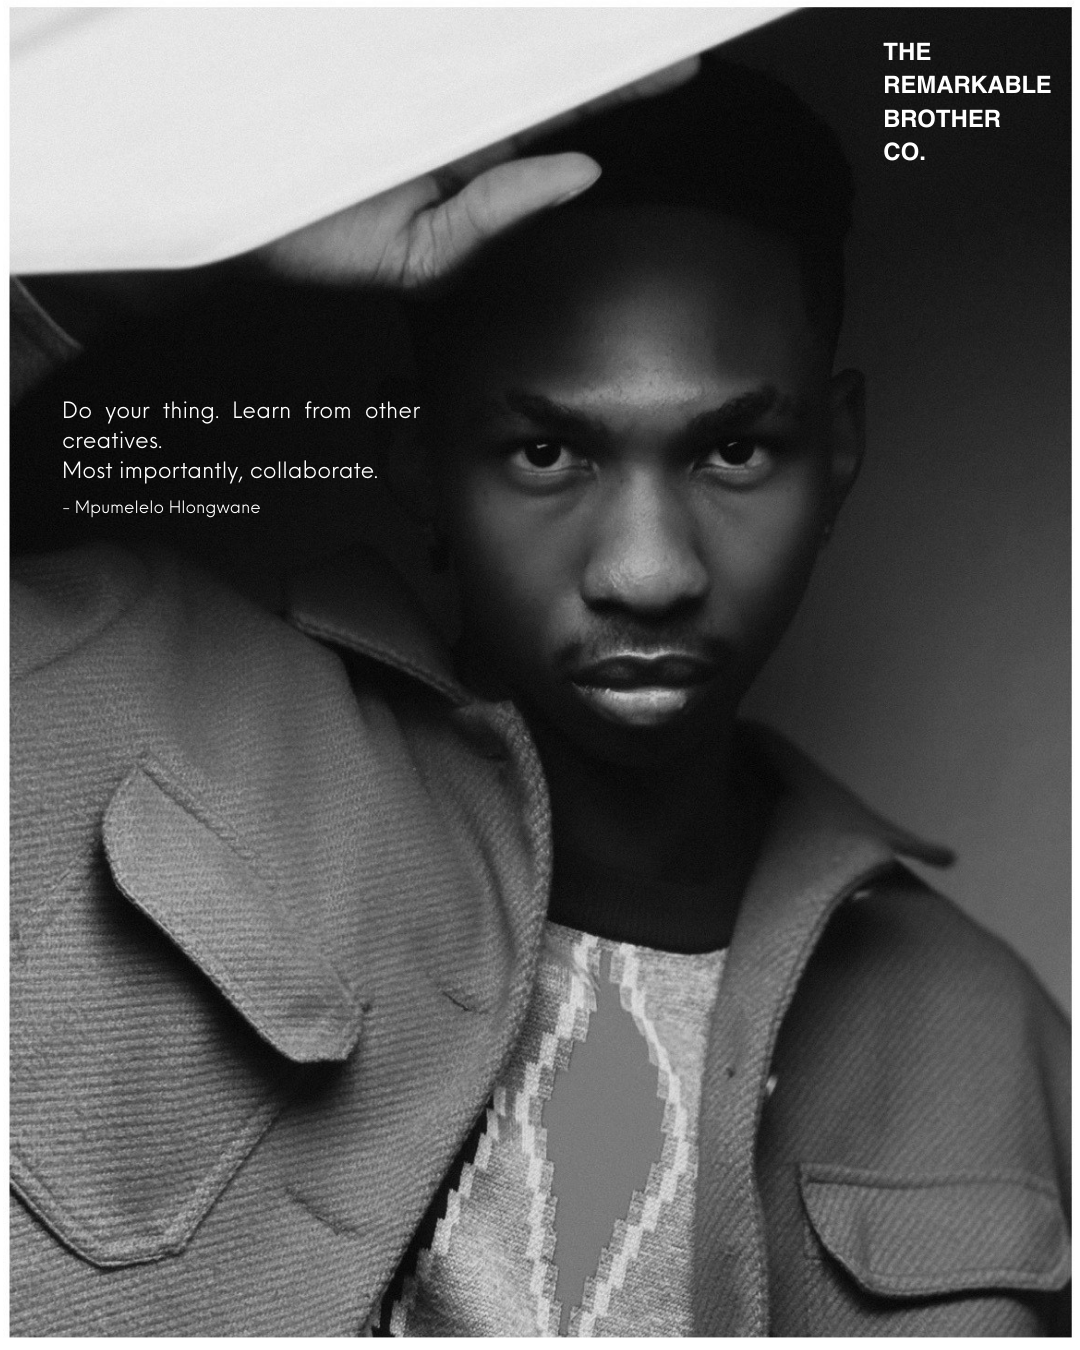 THE
REMARKABLE
BROTHER
CO.
Do your thing. Learn from other
creatives.
Most importantly, collaborate.
- Mpumelelo Hlongwane